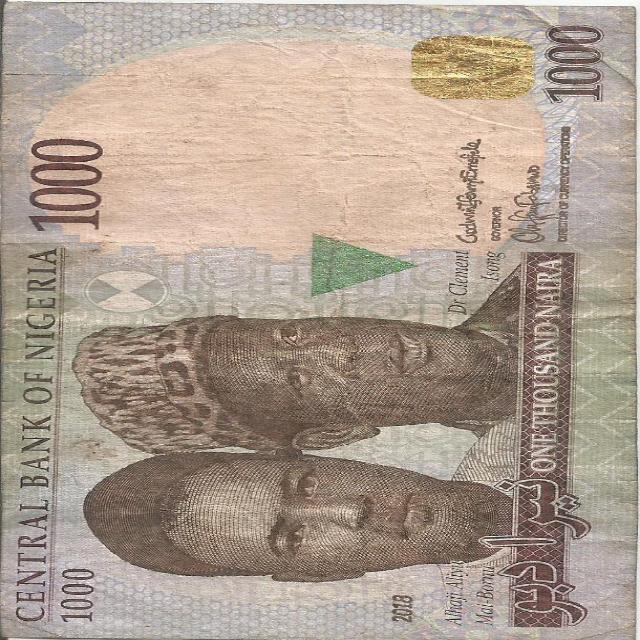 CENTRAL BANK OF NIGERIA
1000
1000
1000
Dr Clement
Isong
GOVERNOR
DIRECTOR OF CURRENCY OPERATIONS
2018
Alhaji Aliyu
Mai-Bornu
ONE THOUSAND NAIRA